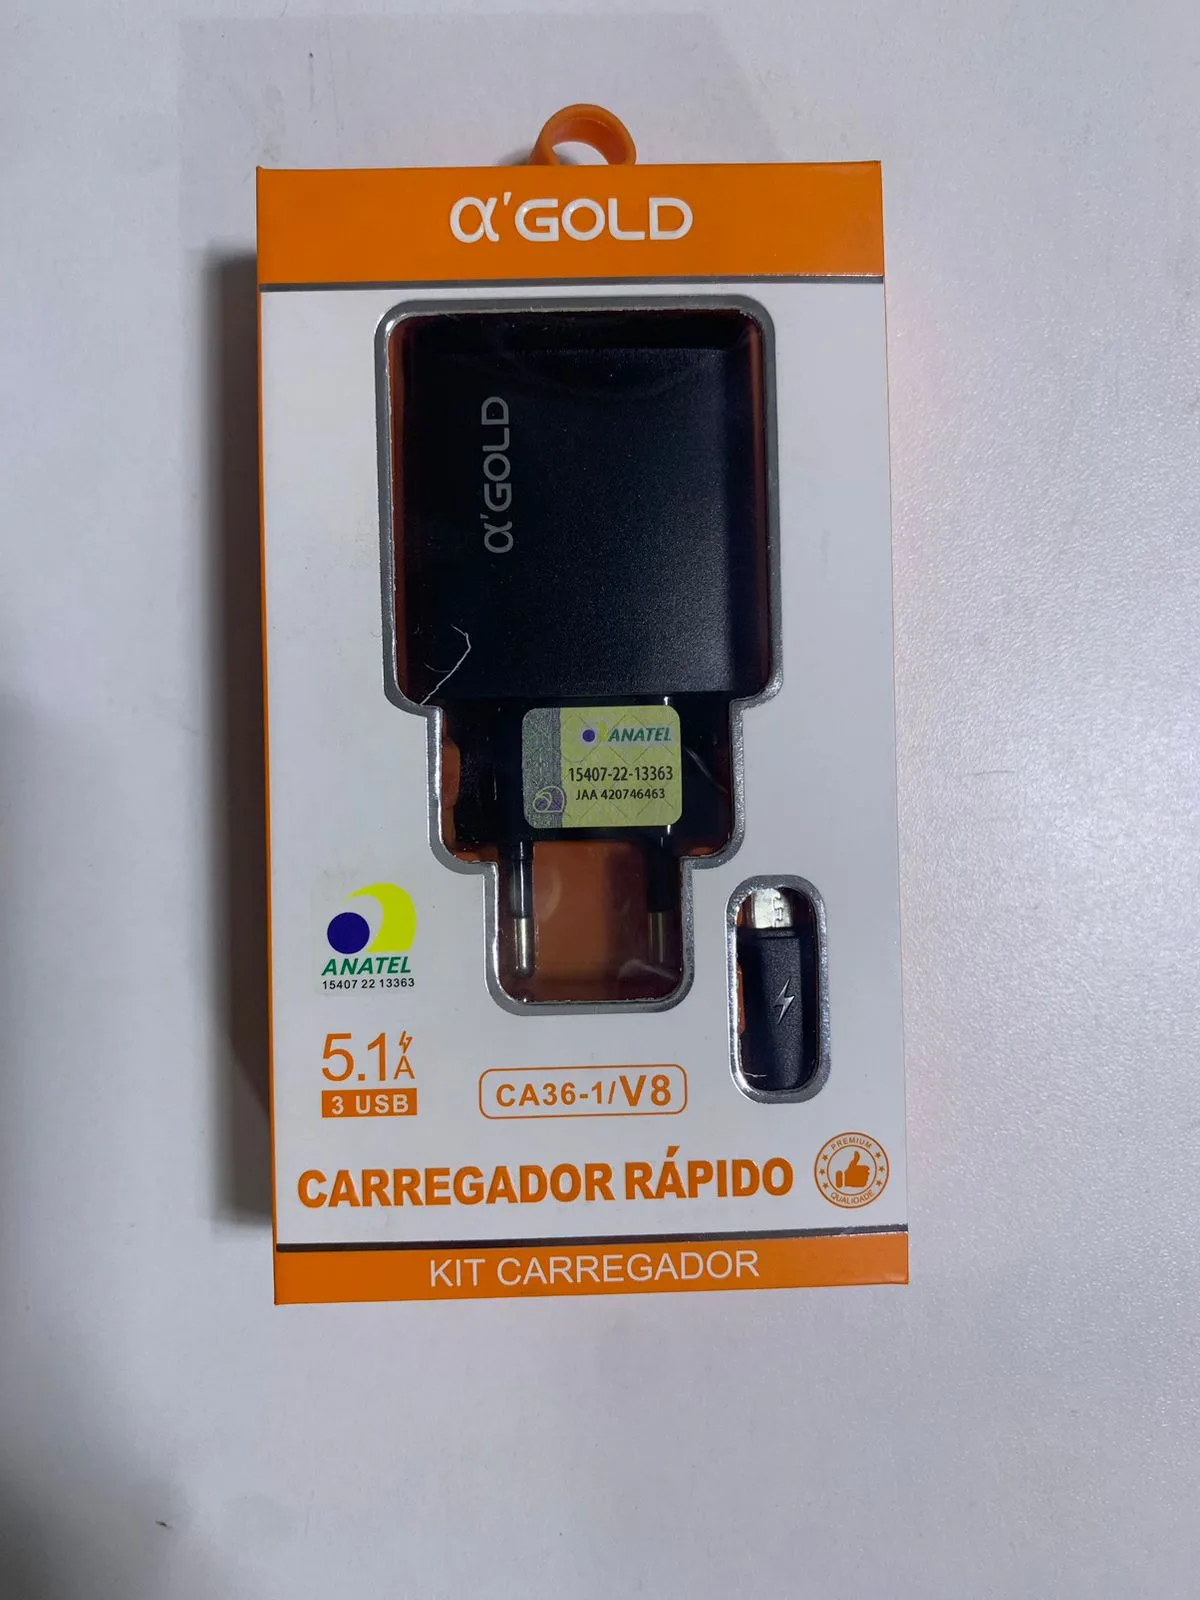 α'GOLD
α'GOLD
ANATEL
15407-22-13363
JAA 420746463
ANATEL
15407 22 13363
5.1A
3 USB
CA36-1/V8
CARREGADOR RÁPIDO
PREMIUM
QUALIDADE
KIT CARREGADOR